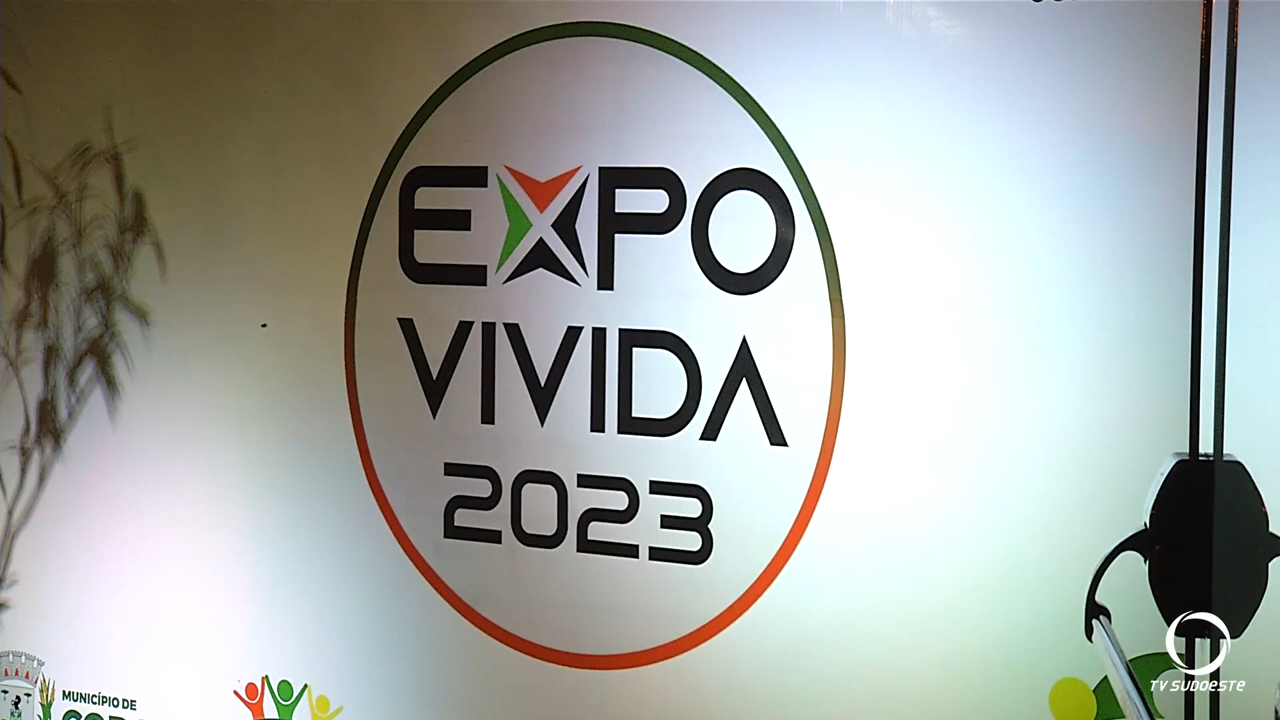 EXPO
VIVIDA
2023
MUNICÍPIO DE
TV SUDOESTE